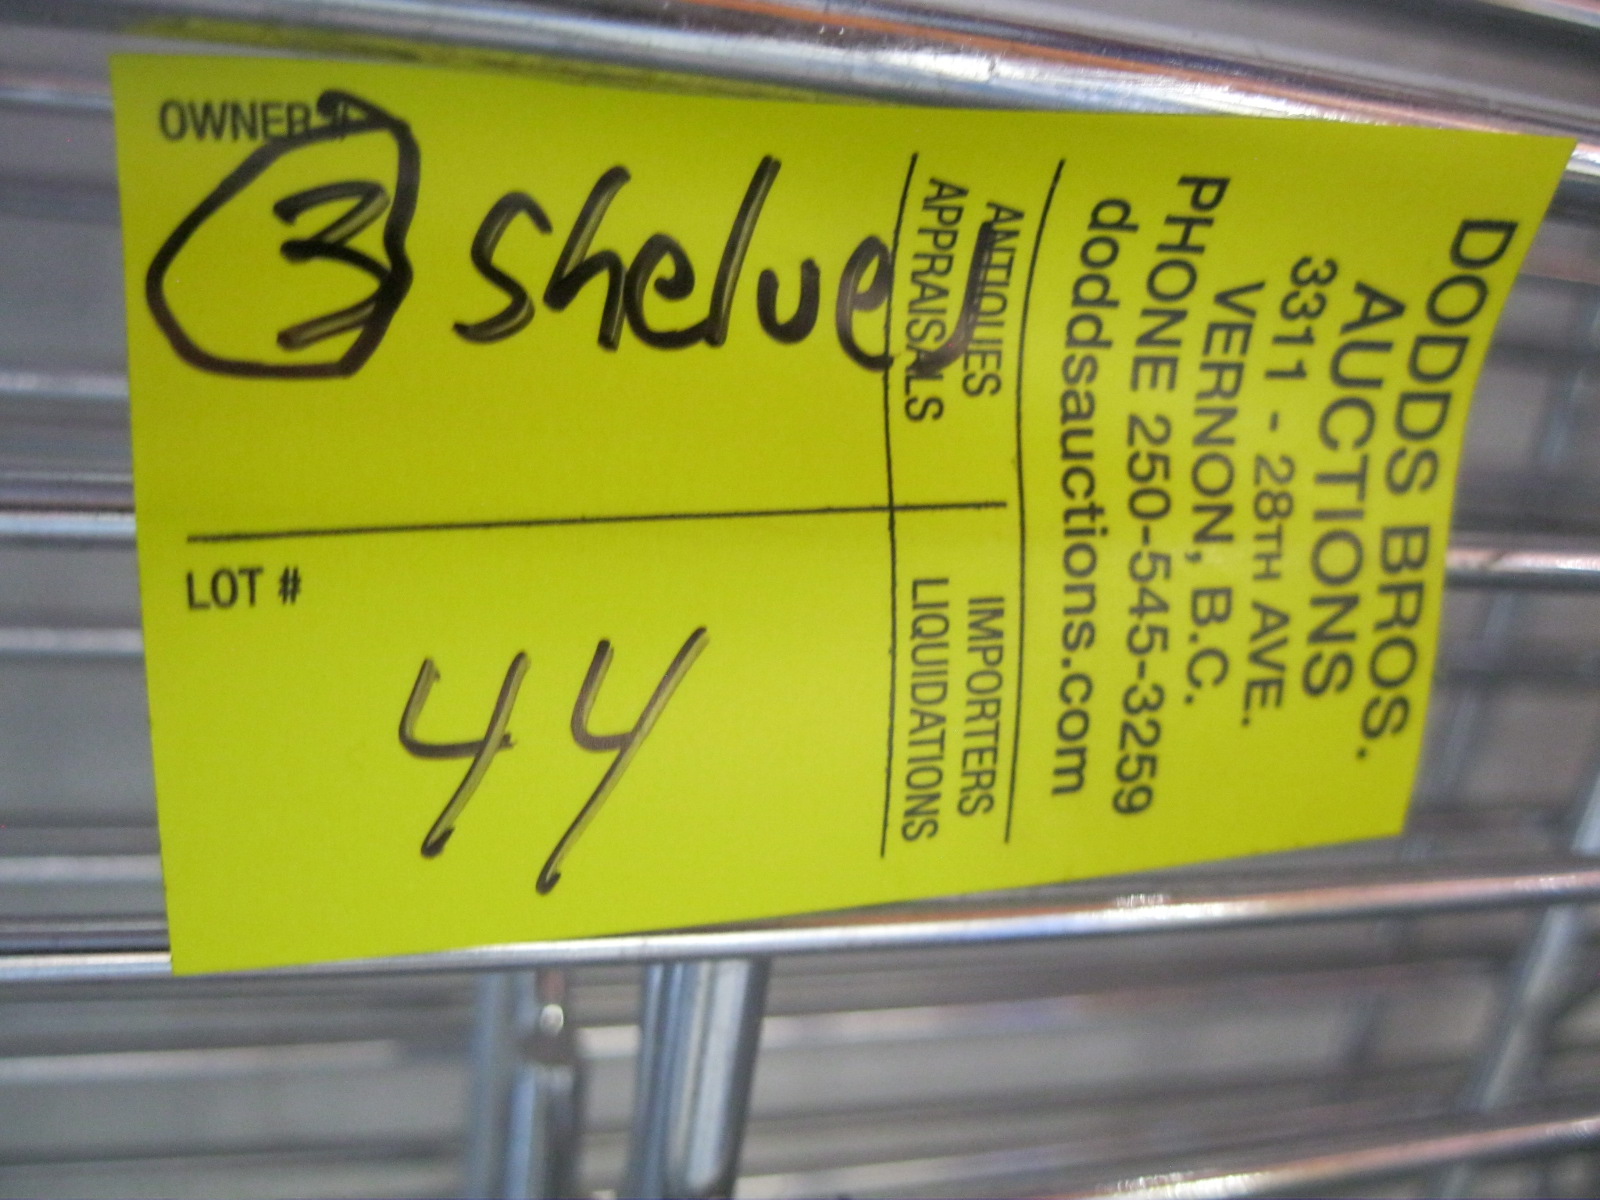 DODDS BROS.
AUCTIONS
3311 - 28TH AVE.
VERNON, B.C.
PHONE 250-545-3259
doddsauctions.com
ANTIQUES
APPRAISALS
IMPORTERS
LIQUIDATIONS
OWNER #
3 Shelves
LOT #
44